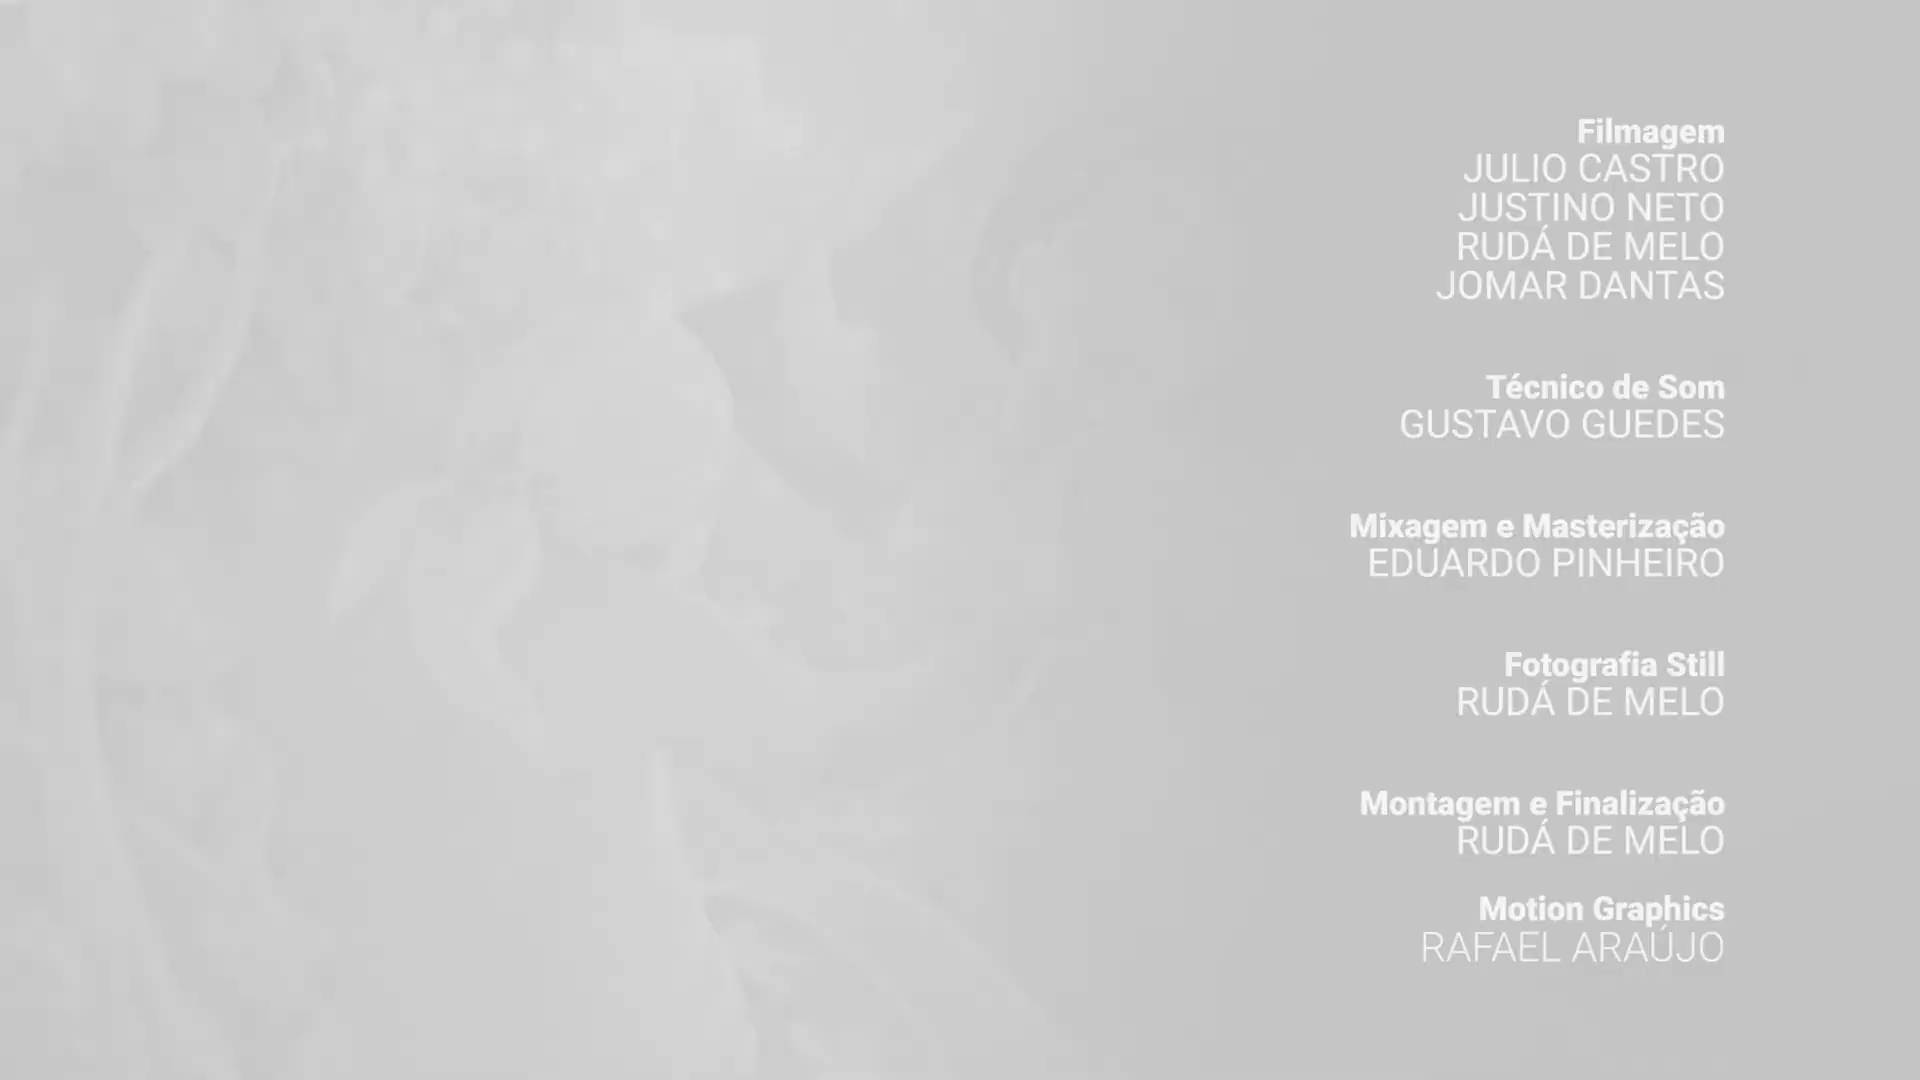 Filmagem
JULIO CASTRO
JUSTINO NETO
RUDÁ DE MELO
JOMAR DANTAS
Técnico de Som
GUSTAVO GUEDES
Mixagem e Masterização
EDUARDO PINHEIRO
Fotografia Still
RUDÁ DE MELO
Montagem e Finalização
RUDÁ DE MELO
Motion Graphics
RAFAEL ARAÚJO